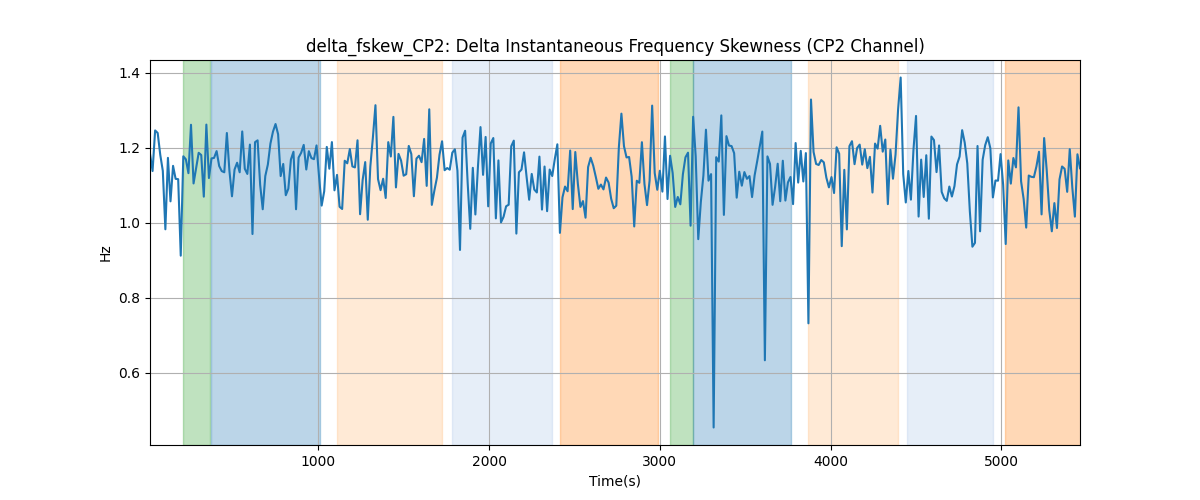 delta_fskew_CP2: Delta Instantaneous Frequency Skewness (CP2 Channel)
1.4
1.2
1.0
0.8
0.6
Hz
1000 2000 3000 4000 5000
Time(s)